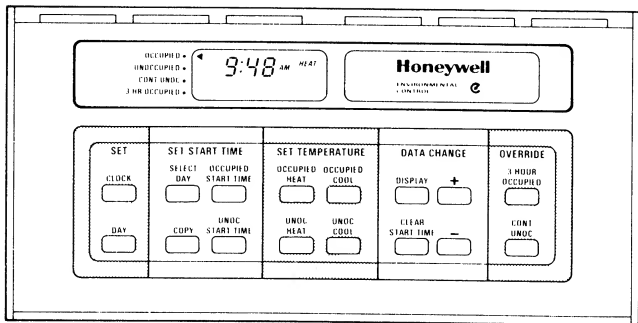 OCCUPIED
UNOCCUPIED
CONT UNOC
3 HR OCCUPIED
9:48 AM HEAT
Honeywell
ENVIRONMENTAL
CONTROL
SET
CLOCK
DAY
SET START TIME
SELECT DAY
OCCUPIED START TIME
COPY
UNOC START TIME
SET TEMPERATURE
OCCUPIED HEAT
OCCUPIED COOL
UNOC HEAT
UNOC COOL
DATA CHANGE
DISPLAY
+
CLEAR START TIME
−
OVERRIDE
3 HOUR OCCUPIED
CONT UNOC